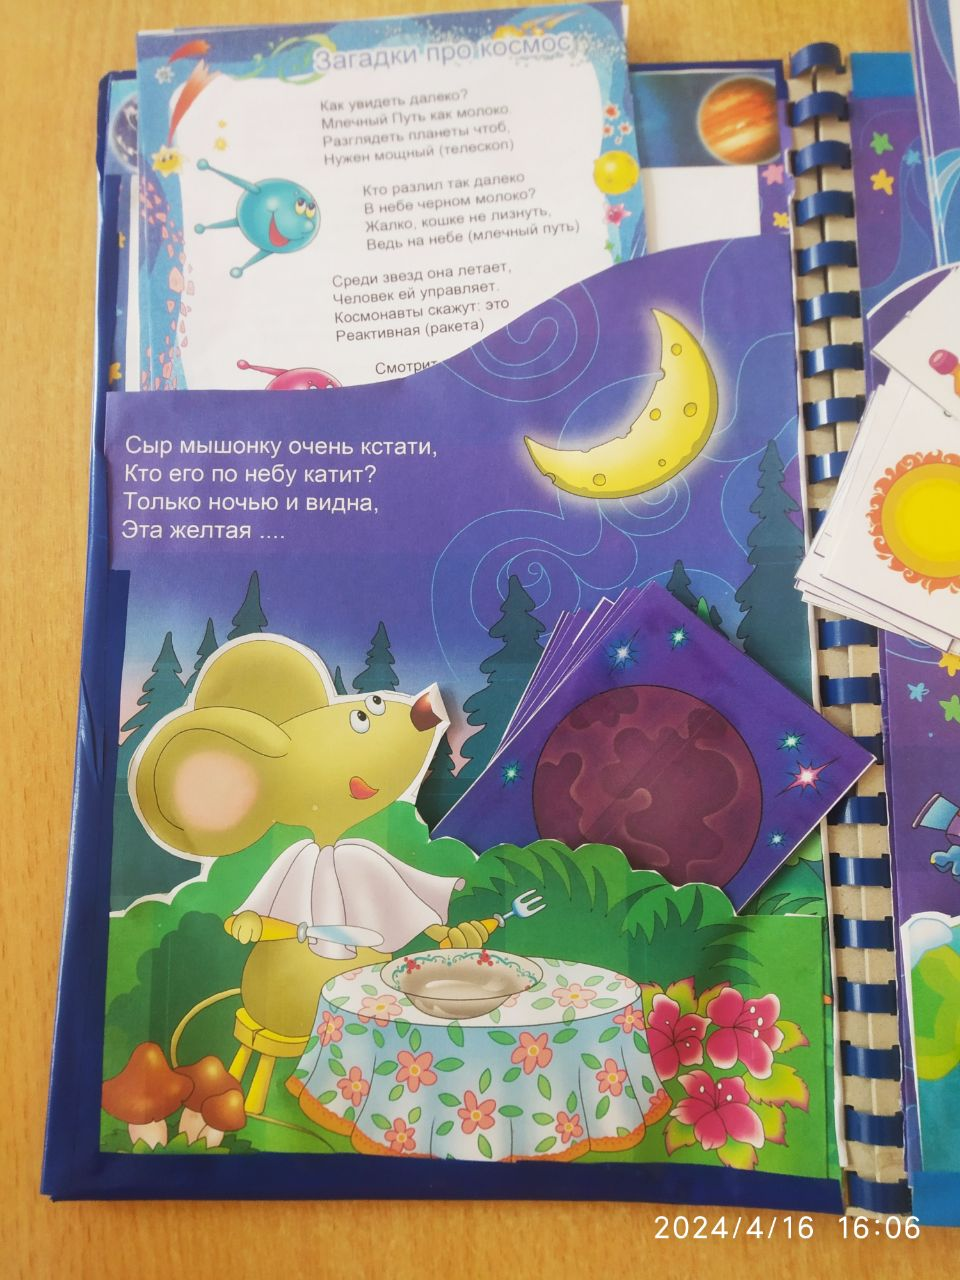 Загадки про космос
Как увидеть далеко?
Млечный Путь как молоко.
Разглядеть планеты чтоб,
Нужен мощный (телескоп)
Кто разлил так далеко
В небе черном молоко?
Жалко, кошке не лизнуть,
Ведь на небе (млечный путь)
Среди звезд она летает,
Человек ей управляет.
Космонавты скажут: это
Реактивная (ракета)
Сыр мышонку очень кстати,
Кто его по небу катит?
Только ночью и видна,
Эта желтая ....
2024/4/16 16:06